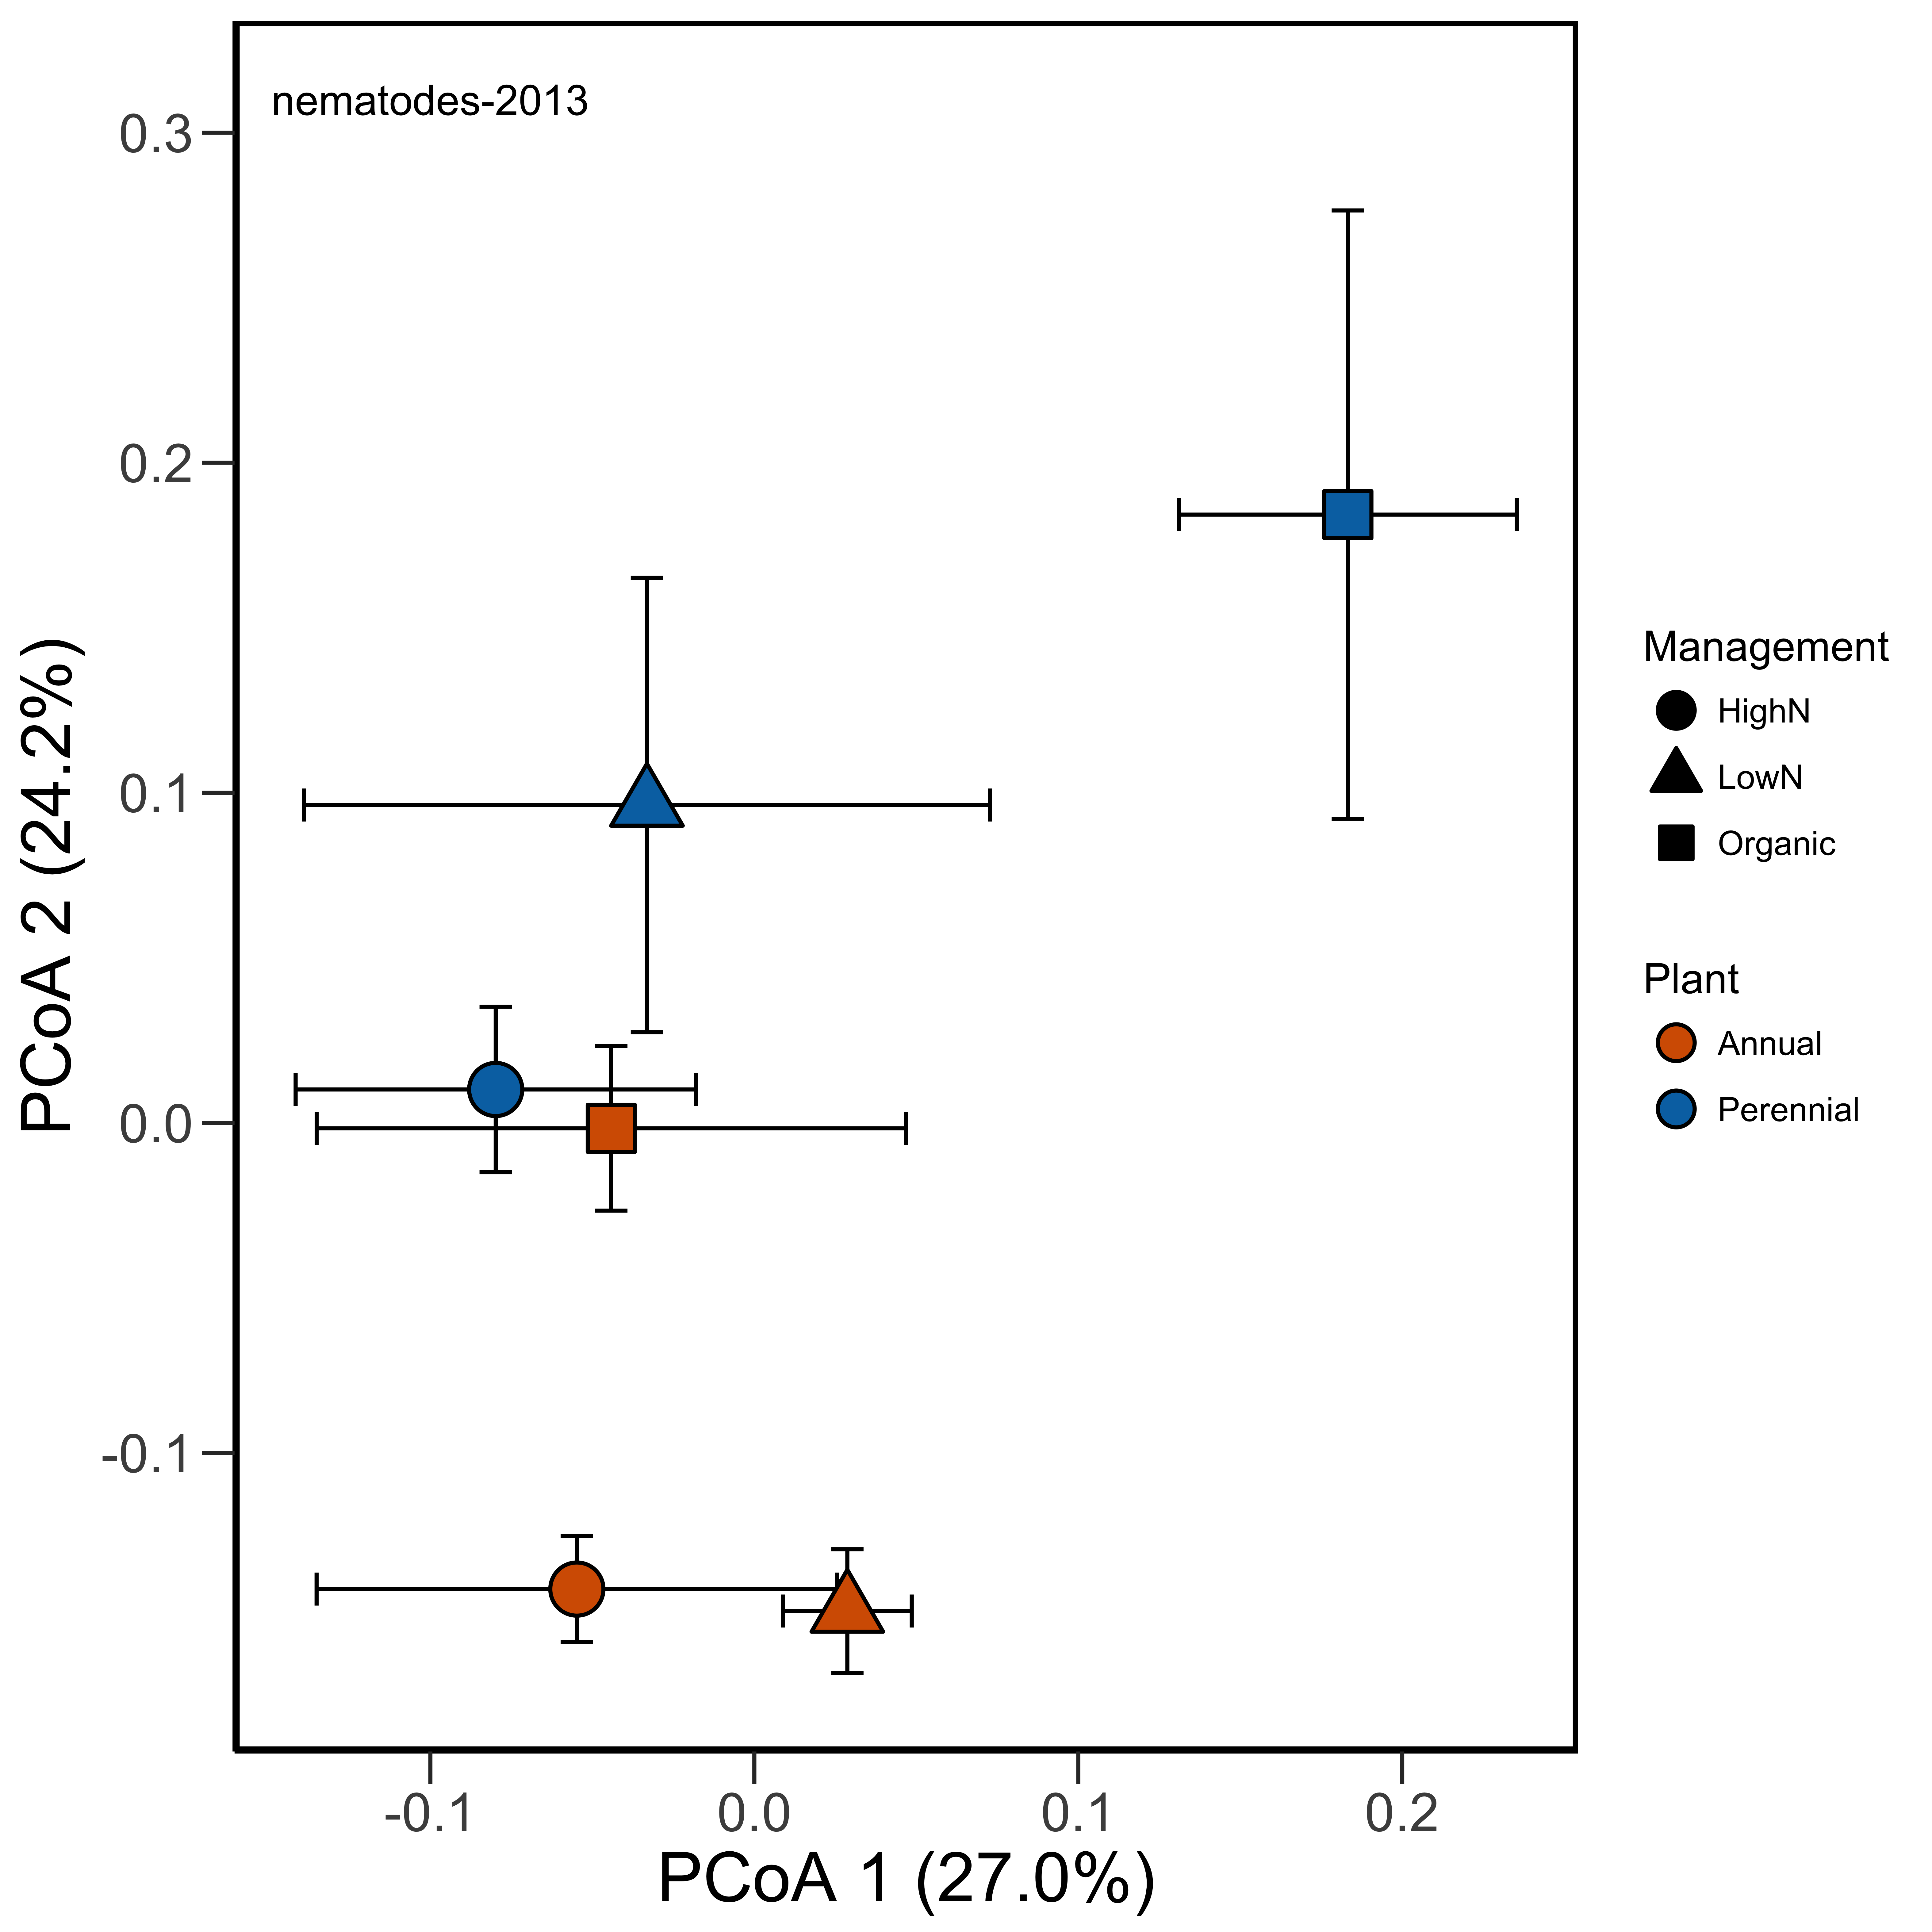 nematodes-2013
0.3
0.2
0.1
0.0
-0.1
PCoA 2 (24.2%)
-0.1 0.0 0.1 0.2
PCoA 1 (27.0%)
Management
HighN
LowN
Organic
Plant
Annual
Perennial